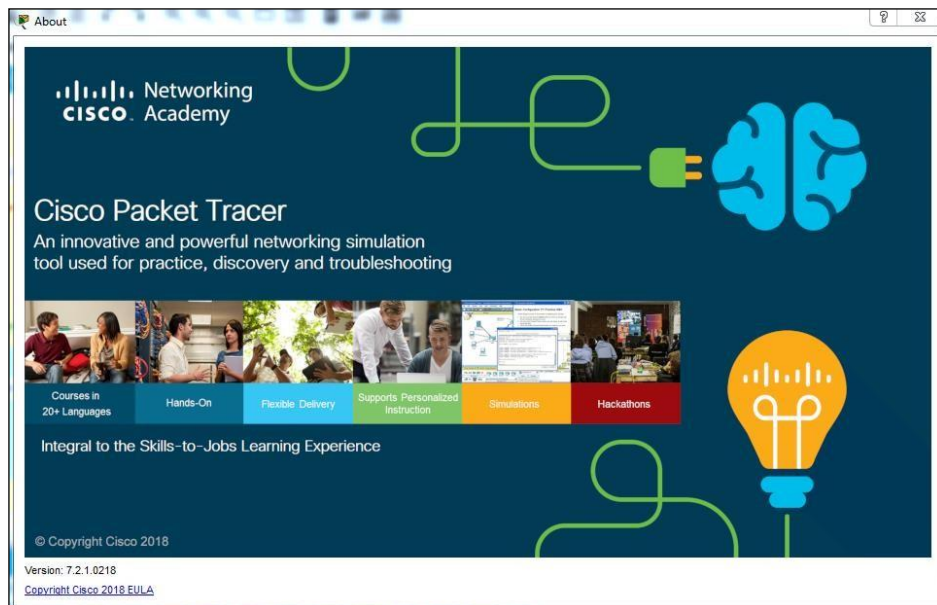 About
Networking
CISCO Academy
Cisco Packet Tracer
An innovative and powerful networking simulation
tool used for practice, discovery and troubleshooting
Courses in
20+ Languages
Hands-On
Flexible Delivery
Supports Personalized
Instruction
Simulations
Hackathons
Integral to the Skills-to-Jobs Learning Experience
© Copyright Cisco 2018
Version: 7.2.1.0218
Copyright Cisco 2018 EULA